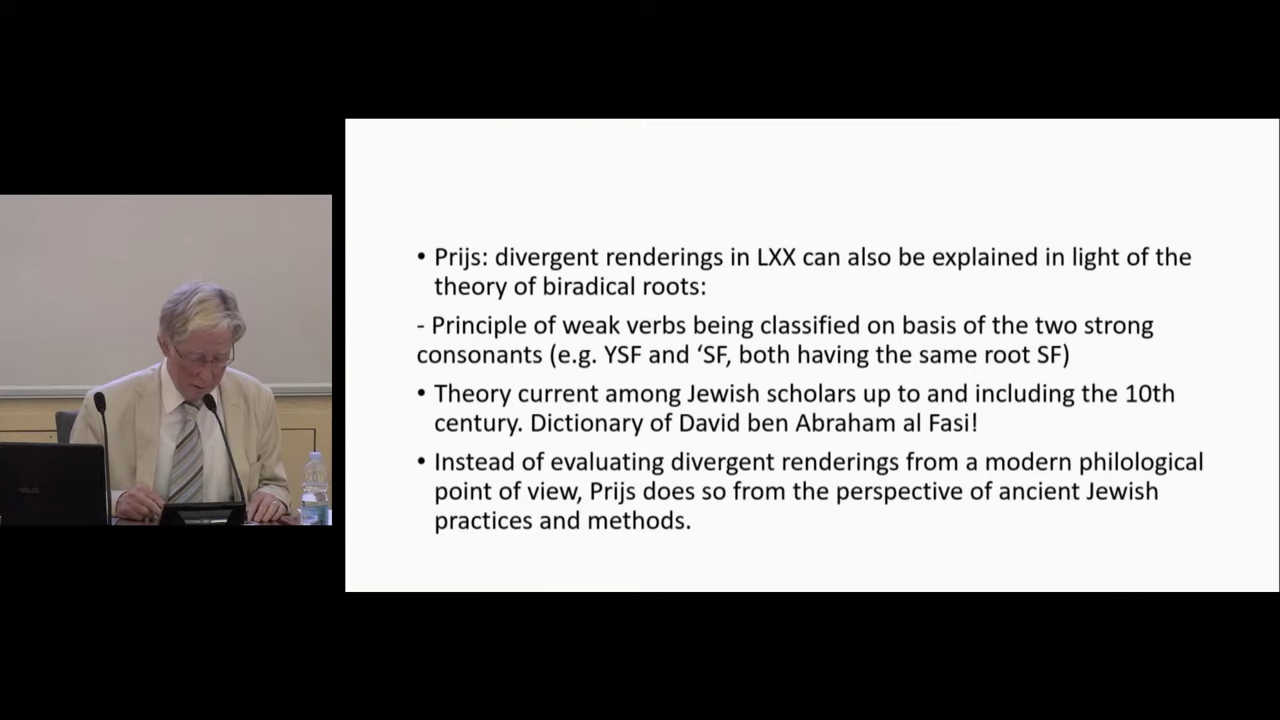 • Prijs: divergent renderings in LXX can also be explained in light of the
theory of biradical roots:
- Principle of weak verbs being classified on basis of the two strong
consonants (e.g. YSF and ‘SF, both having the same root SF)
• Theory current among Jewish scholars up to and including the 10th
century. Dictionary of David ben Abraham al Fasi!
• Instead of evaluating divergent renderings from a modern philological
point of view, Prijs does so from the perspective of ancient Jewish
practices and methods.
ASUS